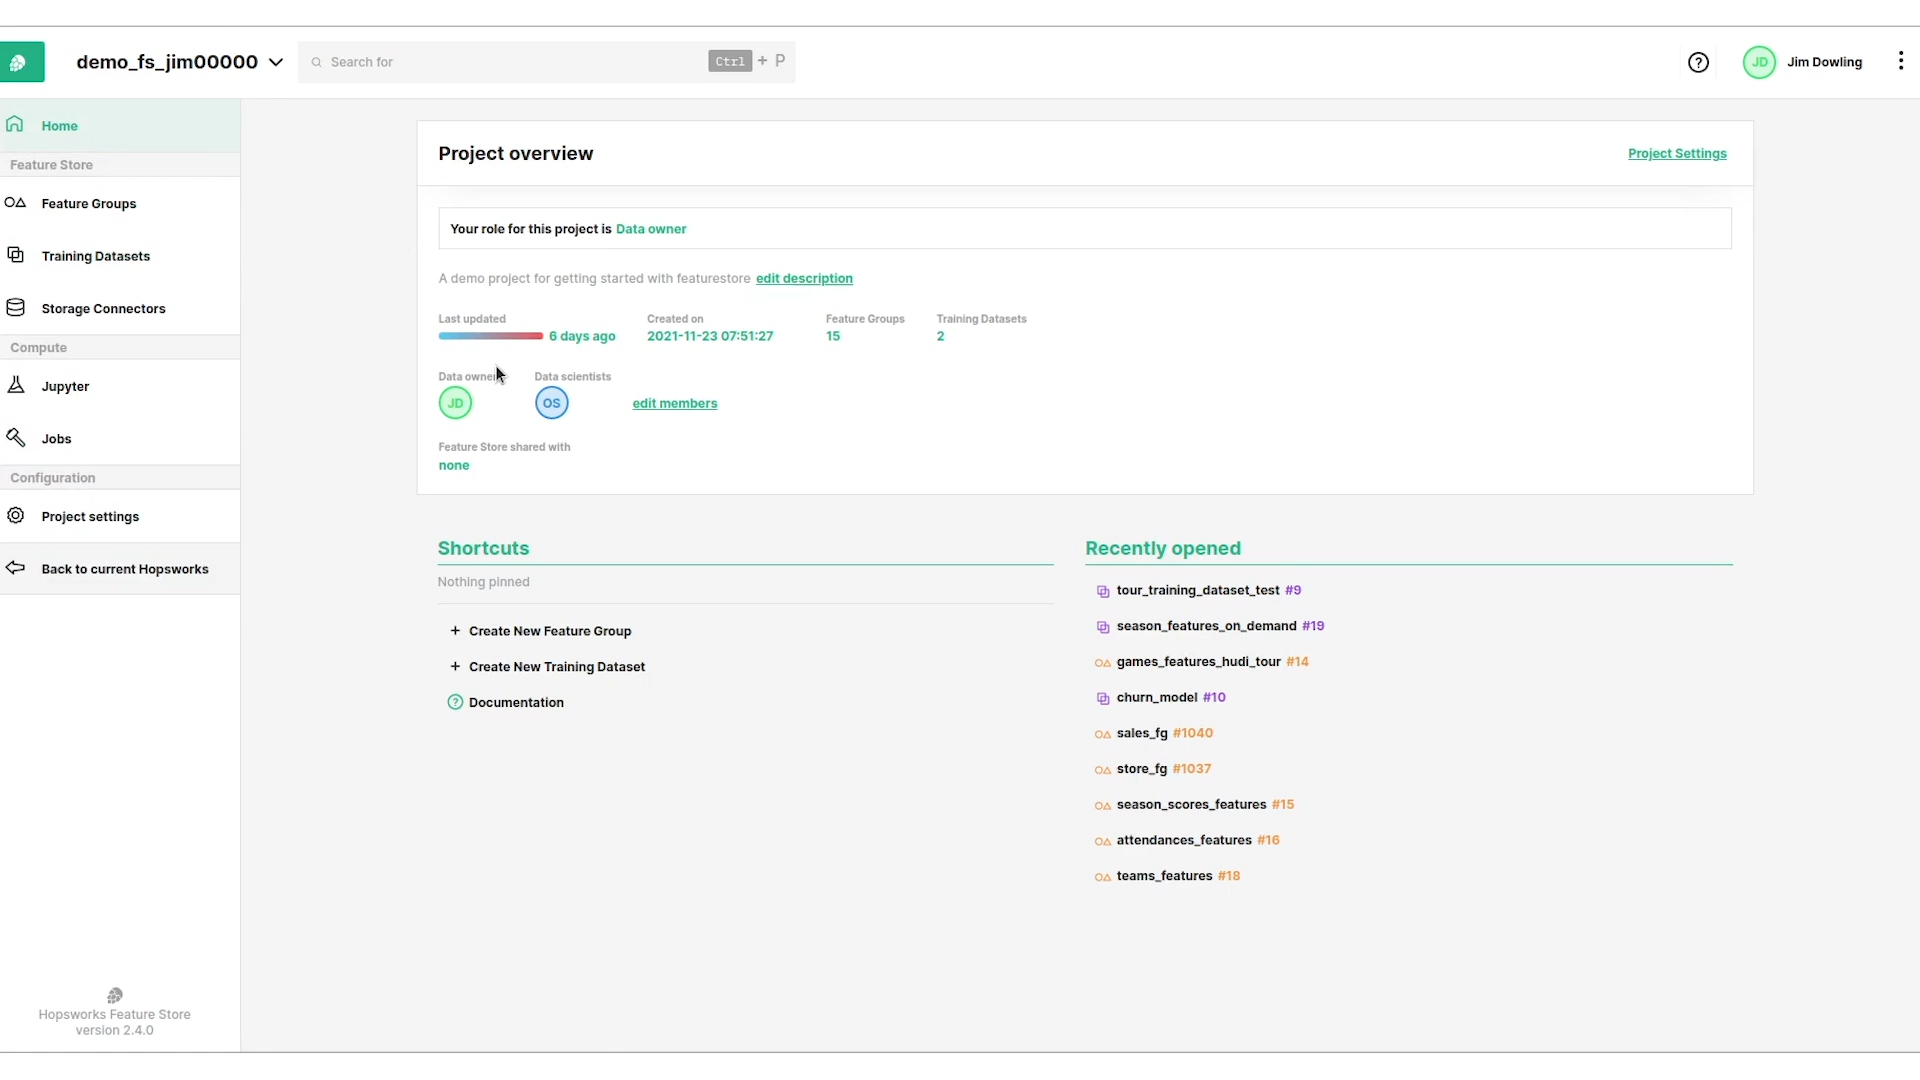 demo_fs_jim00000
Search for
Ctrl + P
JD
Jim Dowling
Home
Feature Store
Feature Groups
Training Datasets
Storage Connectors
Compute
Jupyter
Jobs
Configuration
Project settings
Back to current Hopsworks
Hopsworks Feature Store
version 2.4.0
Project overview
Project Settings
Your role for this project is Data owner
A demo project for getting started with featurestore edit description
Last updated
6 days ago
Created on
2021-11-23 07:51:27
Feature Groups
15
Training Datasets
2
Data owner
JD
Data scientists
OS
edit members
Feature Store shared with
none
Shortcuts
Nothing pinned
+ Create New Feature Group
+ Create New Training Dataset
? Documentation
Recently opened
tour_training_dataset_test #9
season_features_on_demand #19
games_features_hudi_tour #14
churn_model #10
sales_fg #1040
store_fg #1037
season_scores_features #15
attendances_features #16
teams_features #18